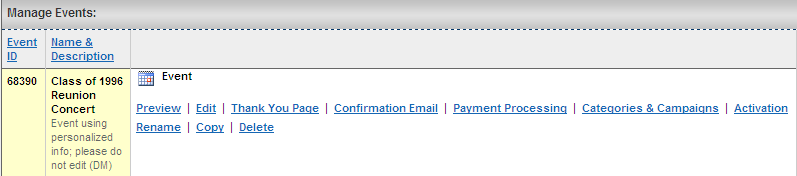 Manage Events:
Event ID
Name & Description
68390
Class of 1996
Reunion
Concert
Event using
personalized
info; please do
not edit (DM)
Event
Preview | Edit | Thank You Page | Confirmation Email | Payment Processing | Categories & Campaigns | Activation
Rename | Copy | Delete